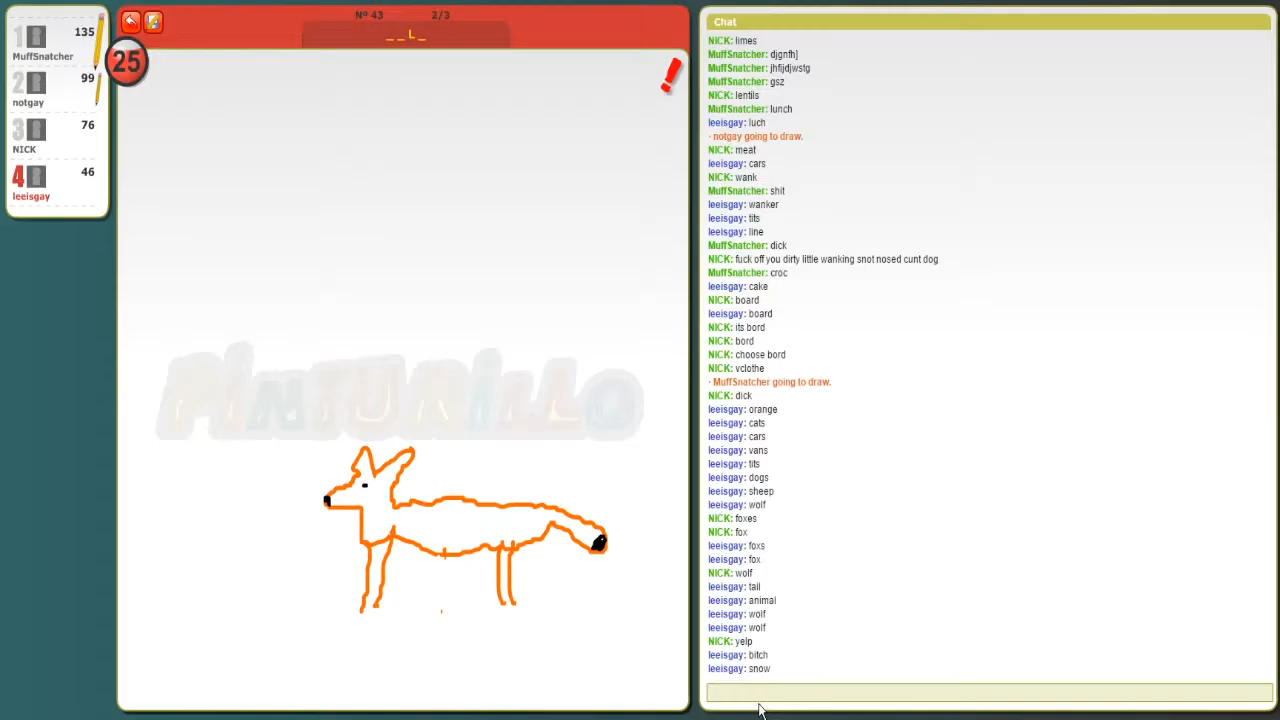 Nº 43 2/3
_ _ L _
25
1 135
MuffSnatcher
2 99
notgay
3 76
NICK
4 46
leeisgay
Chat
NICK: limes
MuffSnatcher: djgnfh]
MuffSnatcher: jhfijdjwstg
MuffSnatcher: gsz
NICK: lentils
MuffSnatcher: lunch
leeisgay: luch
· notgay going to draw.
NICK: meat
leeisgay: cars
NICK: wank
MuffSnatcher: shit
leeisgay: wanker
leeisgay: tits
leeisgay: line
MuffSnatcher: dick
NICK: fuck off you dirty little wanking snot nosed cunt dog
MuffSnatcher: croc
leeisgay: cake
NICK: board
leeisgay: board
NICK: its bord
NICK: bord
NICK: choose bord
NICK: vclothe
· MuffSnatcher going to draw.
NICK: dick
leeisgay: orange
leeisgay: cats
leeisgay: cars
leeisgay: vans
leeisgay: tits
leeisgay: dogs
leeisgay: sheep
leeisgay: wolf
NICK: foxes
NICK: fox
leeisgay: foxs
leeisgay: fox
NICK: wolf
leeisgay: tail
leeisgay: animal
leeisgay: wolf
leeisgay: wolf
NICK: yelp
leeisgay: bitch
leeisgay: snow